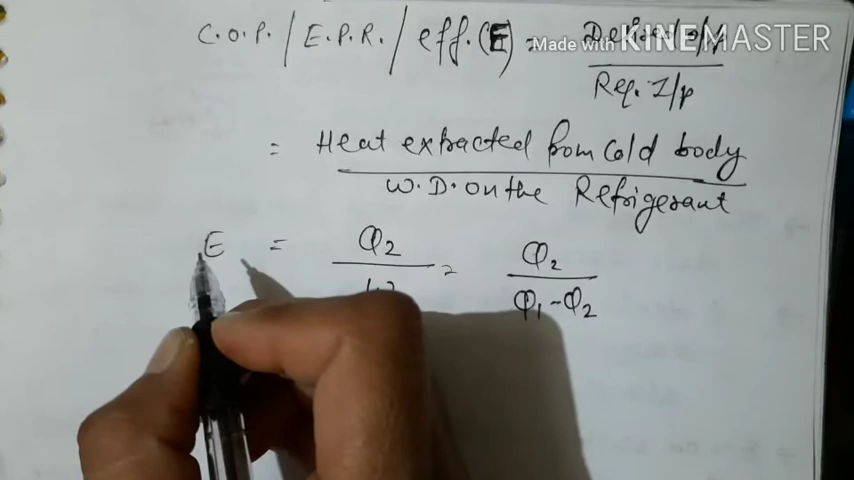 C.O.P. / E.P.R. / eff. (E) = Desired o/p
Made with KINEMASTER
Req. I/p
= Heat extracted from cold body
W.D. on the Refrigerant
E = Q2 = Q2
W Q1-Q2